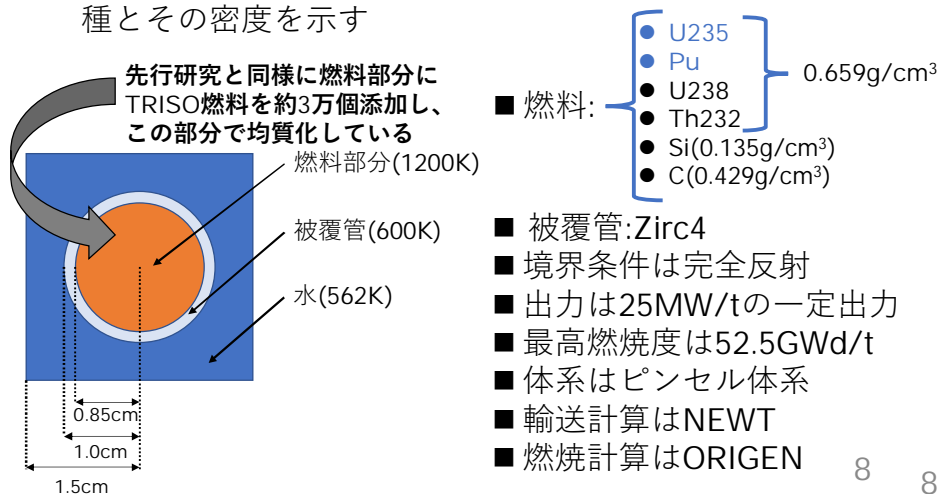 種とその密度を示す
先行研究と同様に燃料部分に
TRISO燃料を約3万個添加し、
この部分で均質化している
燃料部分(1200K)
被覆管(600K)
水(562K)
0.85cm
1.0cm
1.5cm
■ 燃料:
● U235
● Pu
● U238
● Th232
0.659g/cm³
● Si(0.135g/cm³)
● C(0.429g/cm³)
■ 被覆管:Zirc4
■ 境界条件は完全反射
■ 出力は25MW/tの一定出力
■ 最高燃焼度は52.5GWd/t
■ 体系はピンセル体系
■ 輸送計算はNEWT
■ 燃焼計算はORIGEN
8
8